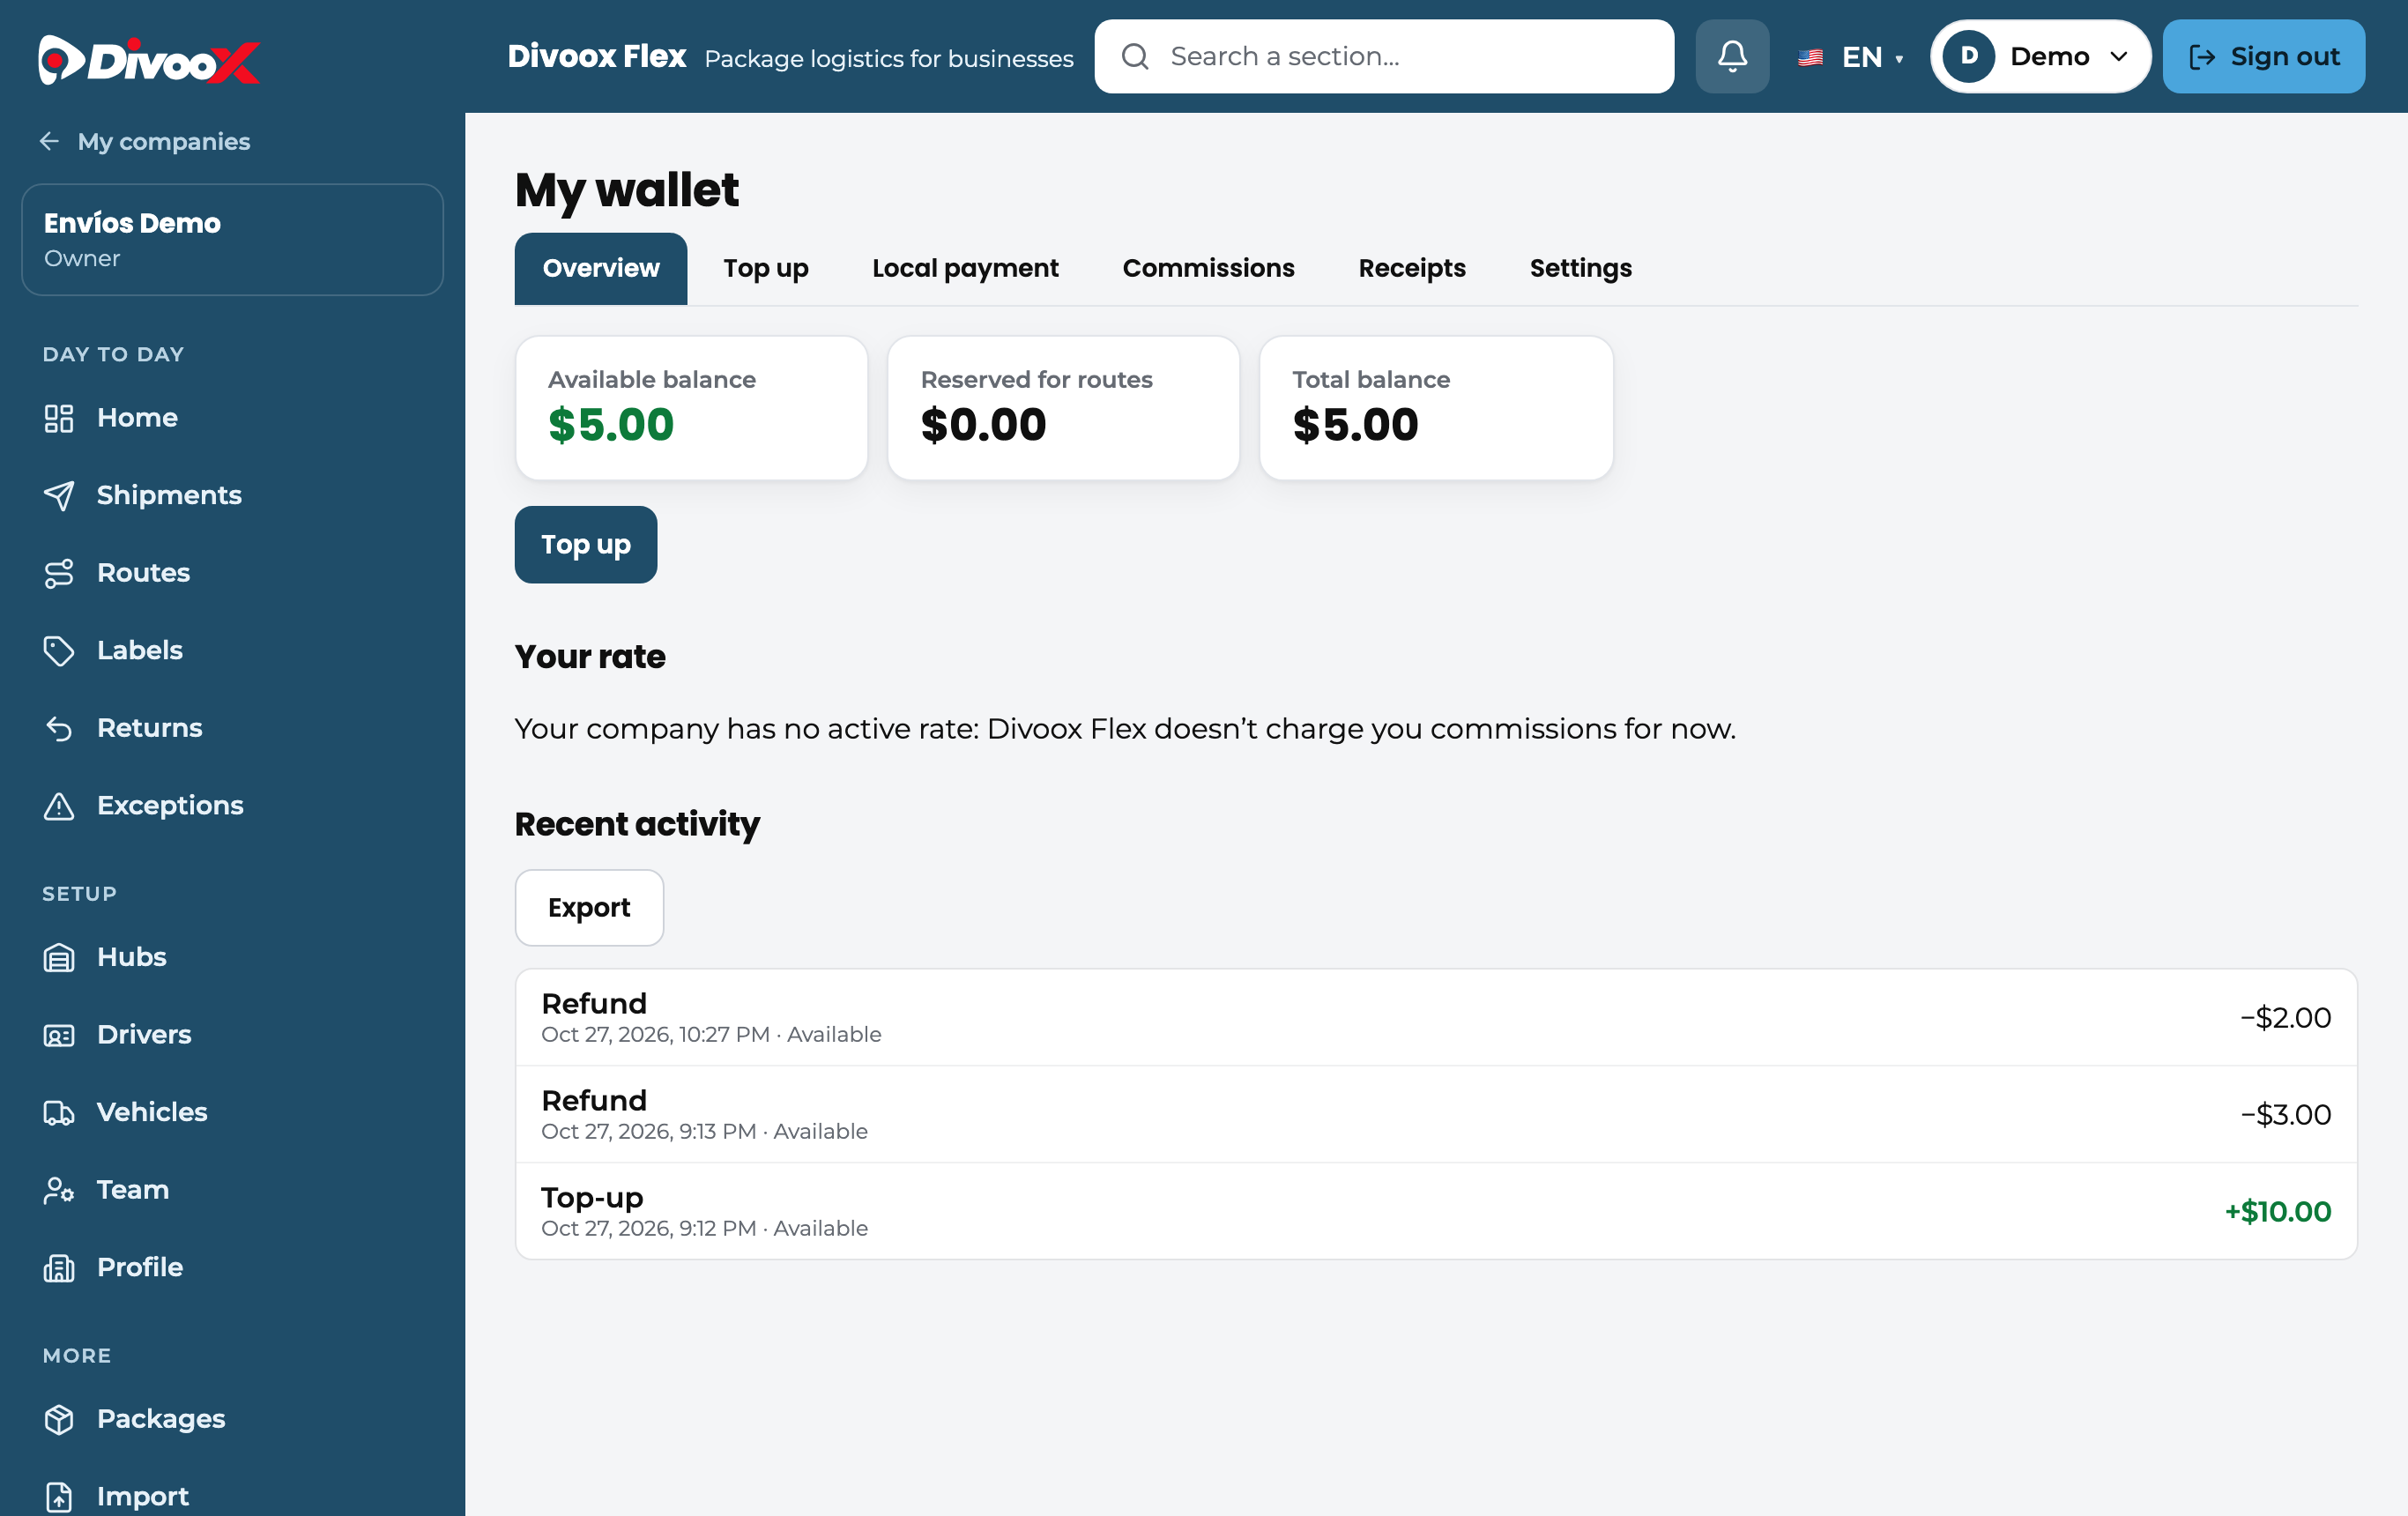 DivooX
Divoox Flex
Package logistics for businesses
Search a section...
EN
D
Demo
Sign out
My companies
Envíos Demo
Owner
DAY TO DAY
Home
Shipments
Routes
Labels
Returns
Exceptions
SETUP
Hubs
Drivers
Vehicles
Team
Profile
MORE
Packages
Import
My wallet
Overview
Top up
Local payment
Commissions
Receipts
Settings
Available balance
$5.00
Reserved for routes
$0.00
Total balance
$5.00
Top up
Your rate
Your company has no active rate: Divoox Flex doesn’t charge you commissions for now.
Recent activity
Export
Refund
Oct 27, 2026, 10:27 PM · Available
−$2.00
Refund
Oct 27, 2026, 9:13 PM · Available
−$3.00
Top-up
Oct 27, 2026, 9:12 PM · Available
+$10.00